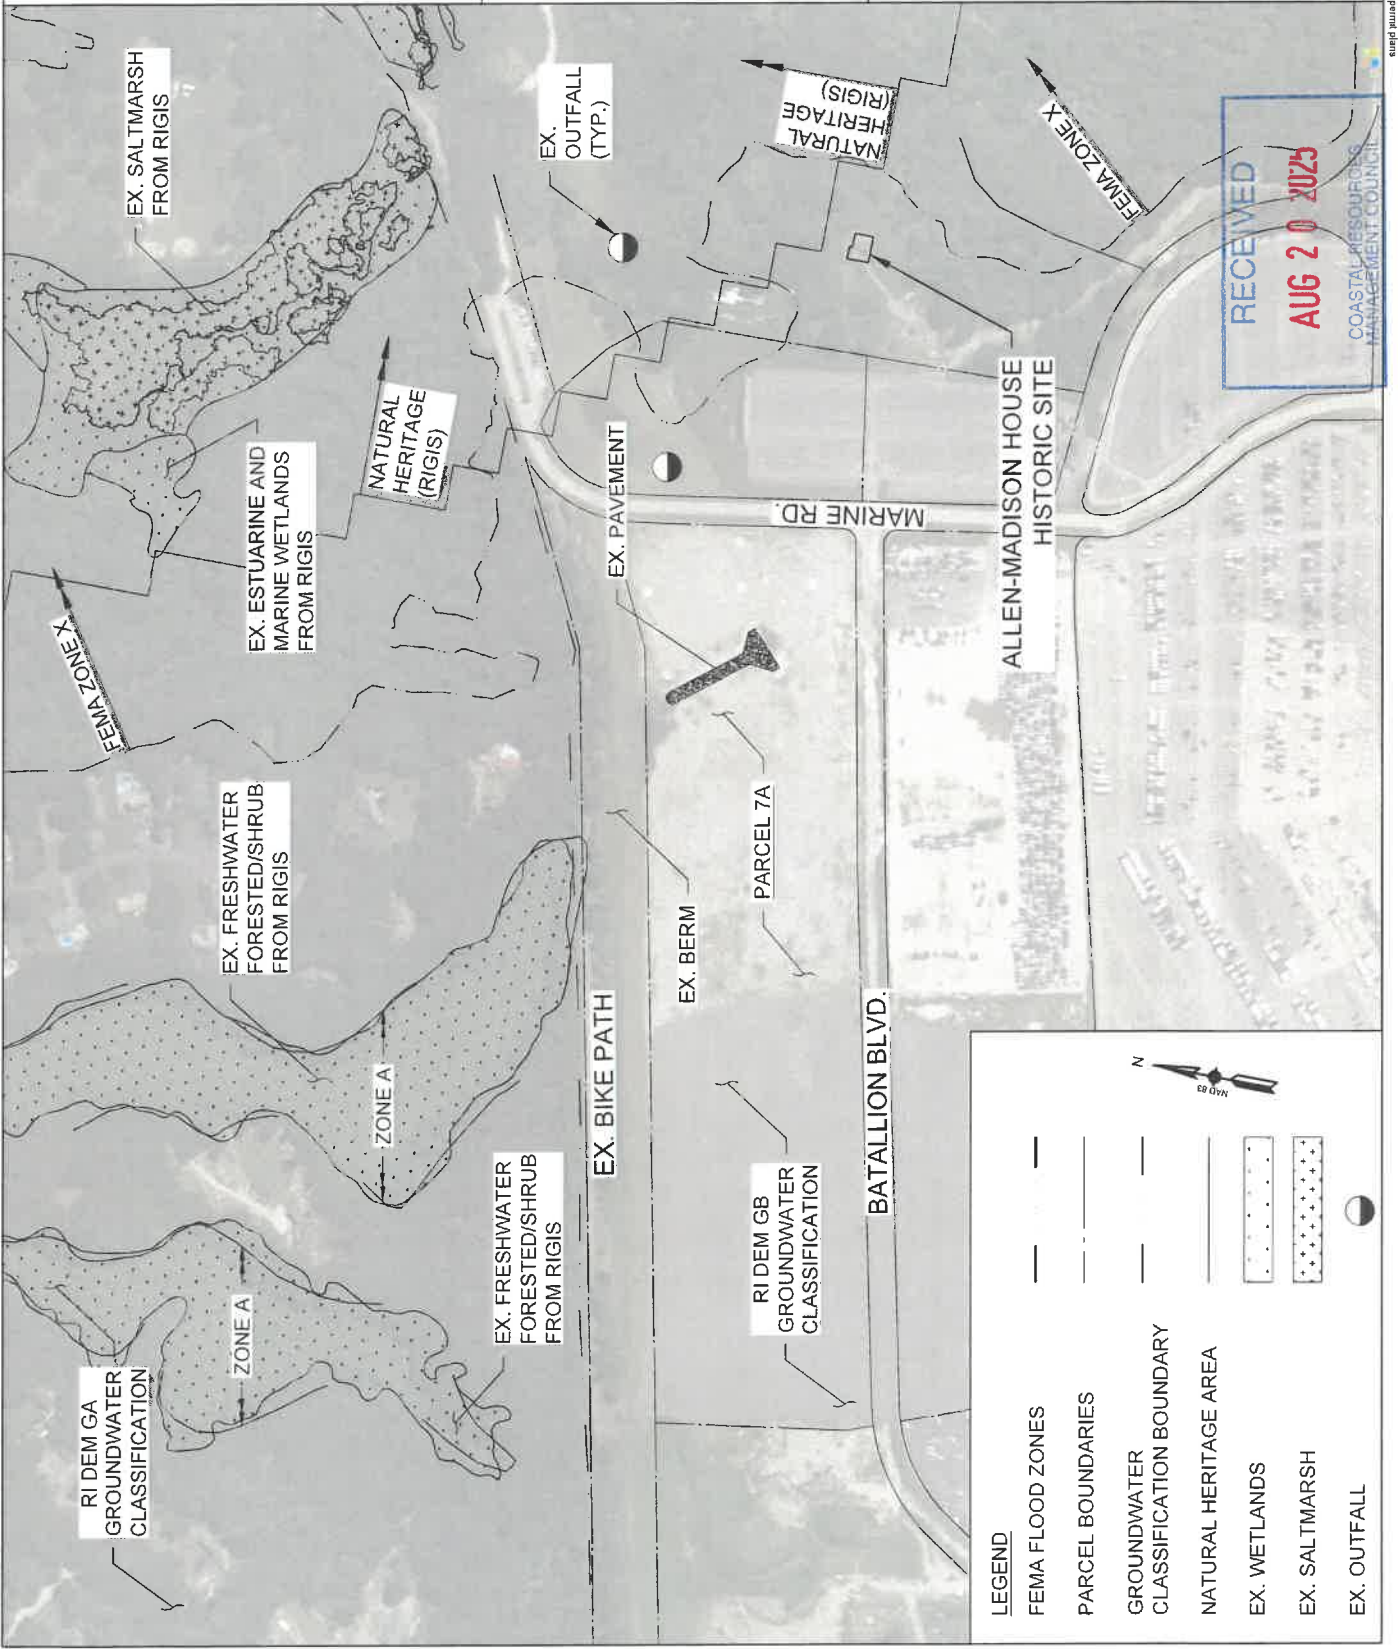 permit plans
EX. SALTMARSH
FROM RIGIS
EX.
OUTFALL
(TYP.)
NATURAL
HERITAGE
(RIGIS)
FEMA ZONE X
RECEIVED
AUG 20 2025
COASTAL RESOURCES
MANAGEMENT COUNCIL
NATURAL
HERITAGE
(RIGIS)
EX. ESTUARINE AND
MARINE WETLANDS
FROM RIGIS
FEMA ZONE X
EX. PAVEMENT
MARINE RD.
ALLEN-MADISON HOUSE
HISTORIC SITE
EX. FRESHWATER
FORESTED/SHRUB
FROM RIGIS
PARCEL 7A
EX. BERM
ZONE A
EX. BIKE PATH
BATALLION BLVD.
EX. FRESHWATER
FORESTED/SHRUB
FROM RIGIS
RI DEM GB
GROUNDWATER
CLASSIFICATION
ZONE A
RI DEM GA
GROUNDWATER
CLASSIFICATION
LEGEND
FEMA FLOOD ZONES
PARCEL BOUNDARIES
GROUNDWATER
CLASSIFICATION BOUNDARY
NATURAL HERITAGE AREA
EX. WETLANDS
EX. SALTMARSH
EX. OUTFALL
N
NAD 83